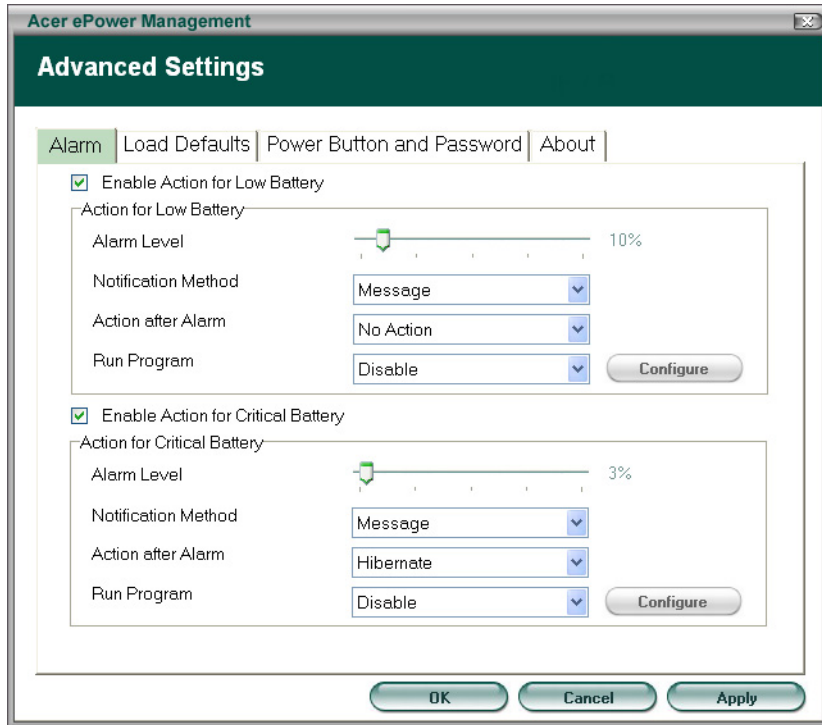 Acer ePower Management
Advanced Settings
Alarm Load Defaults Power Button and Password About
Enable Action for Low Battery
Action for Low Battery
Alarm Level 10%
Notification Method Message
Action after Alarm No Action
Run Program Disable Configure
Enable Action for Critical Battery
Action for Critical Battery
Alarm Level 3%
Notification Method Message
Action after Alarm Hibernate
Run Program Disable Configure
OK Cancel Apply